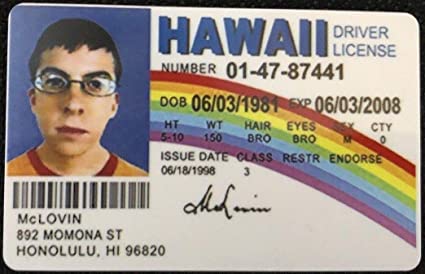 HAWAII DRIVER
LICENSE
NUMBER 01-47-87441
DOB 06/03/1981 EXP 06/03/2008
HT WT HAIR EYES SEX CTY
5-10 150 BRO BRO M 0
ISSUE DATE CLASS RESTR ENDORSE
06/18/1998 3
McLovin
McLOVIN
892 MOMONA ST
HONOLULU, HI 96820